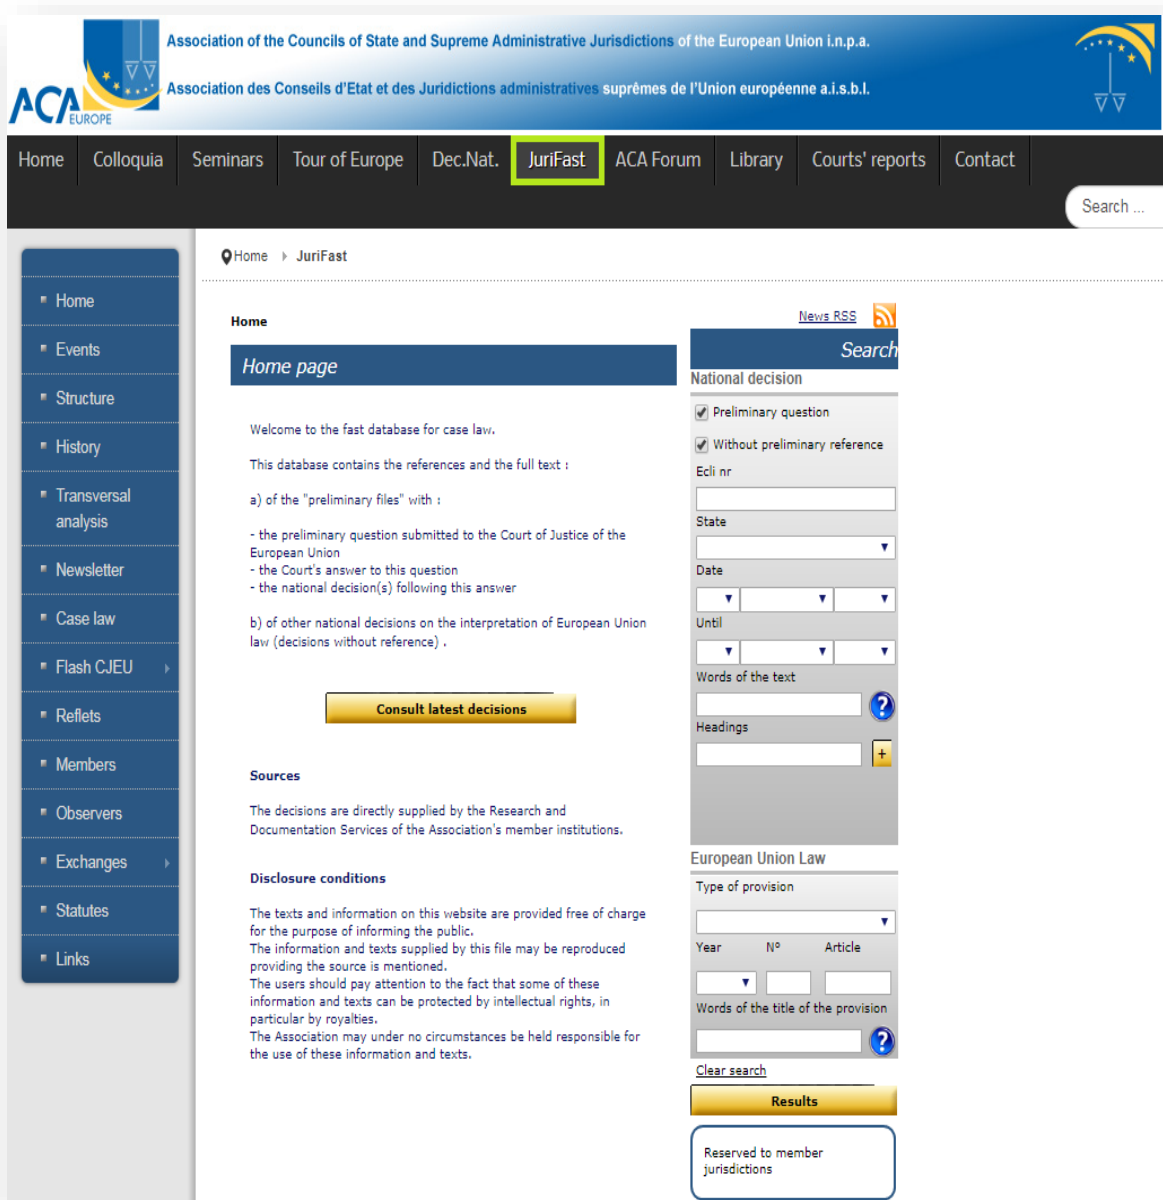 Association of the Councils of State and Supreme Administrative Jurisdictions of the European Union i.n.p.a.
Association des Conseils d'Etat et des Juridictions administratives suprêmes de l'Union européenne a.i.s.b.l.
ACA
EUROPE
Home Colloquia Seminars Tour of Europe Dec.Nat. JuriFast ACA Forum Library Courts' reports Contact
Search ...
Home JuriFast
Home
Events
Structure
History
Transversal
analysis
Newsletter
Case law
Flash CJEU
Reflets
Members
Observers
Exchanges
Statutes
Links
Home
Home page
Welcome to the fast database for case law.
This database contains the references and the full text :
a) of the "preliminary files" with :
- the preliminary question submitted to the Court of Justice of the
European Union
- the Court's answer to this question
- the national decision(s) following this answer
b) of other national decisions on the interpretation of European Union
law (decisions without reference) .
Consult latest decisions
Sources
The decisions are directly supplied by the Research and
Documentation Services of the Association's member institutions.
Disclosure conditions
The texts and information on this website are provided free of charge
for the purpose of informing the public.
The information and texts supplied by this file may be reproduced
providing the source is mentioned.
The users should pay attention to the fact that some of these
information and texts can be protected by intellectual rights, in
particular by royalties.
The Association may under no circumstances be held responsible for
the use of these information and texts.
News RSS
Search
National decision
Preliminary question
Without preliminary reference
Ecli nr
State
Date
Until
Words of the text
?
Headings
+
European Union Law
Type of provision
Year Nº Article
Words of the title of the provision
?
Clear search
Results
Reserved to member
jurisdictions